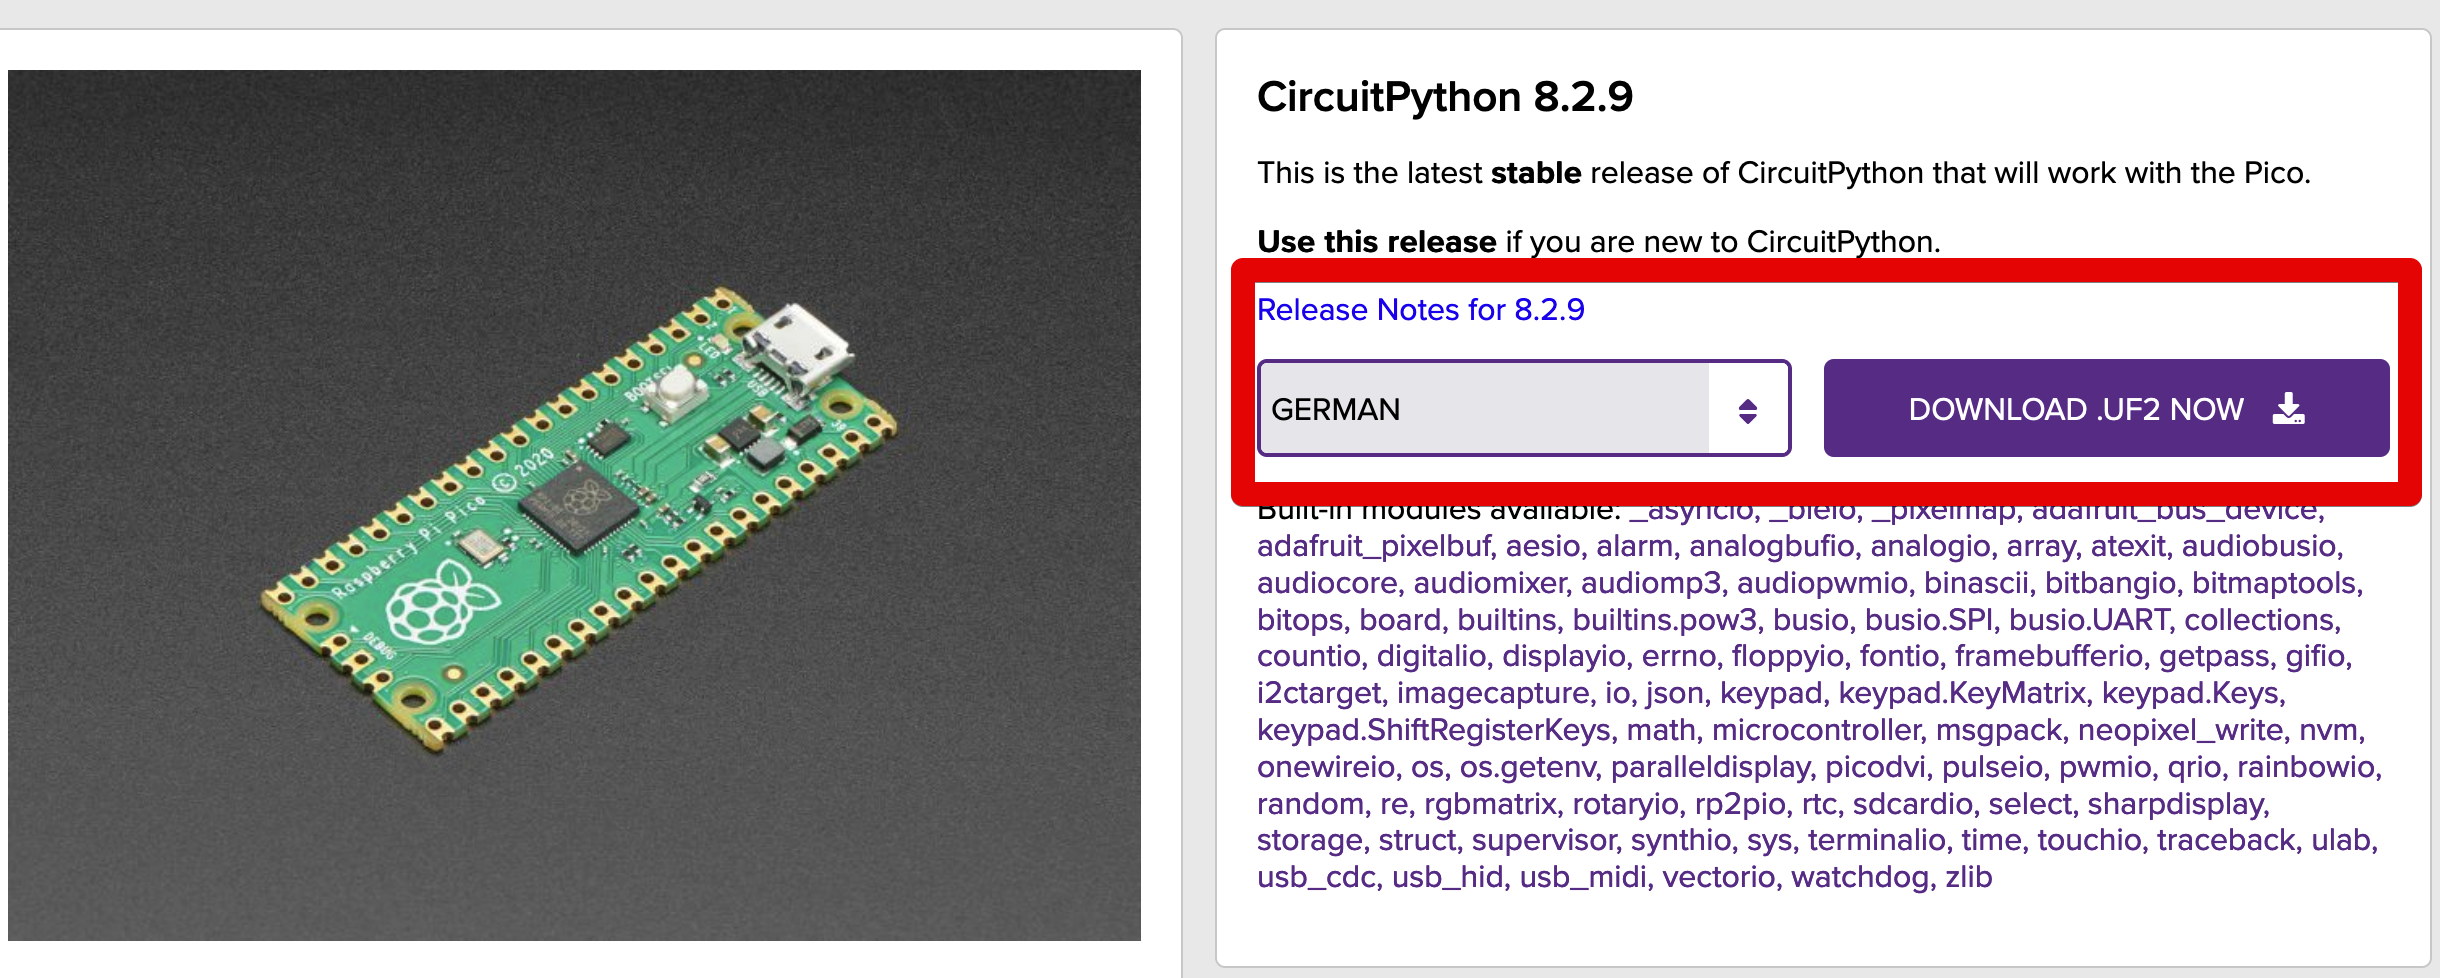 CircuitPython 8.2.9
This is the latest stable release of CircuitPython that will work with the Pico.
Use this release if you are new to CircuitPython.
Release Notes for 8.2.9
GERMAN
DOWNLOAD .UF2 NOW
Built-in modules available: _asyncio, _bleio, _pixelmap, adafruit_bus_device,
adafruit_pixelbuf, aesio, alarm, analogbufio, analogio, array, atexit, audiobusio,
audiocore, audiomixer, audiomp3, audiopwmio, binascii, bitbangio, bitmaptools,
bitops, board, builtins, builtins.pow3, busio, busio.SPI, busio.UART, collections,
countio, digitalio, displayio, errno, floppyio, fontio, framebufferio, getpass, gifio,
i2ctarget, imagecapture, io, json, keypad, keypad.KeyMatrix, keypad.Keys,
keypad.ShiftRegisterKeys, math, microcontroller, msgpack, neopixel_write, nvm,
onewireio, os, os.getenv, paralleldisplay, picodvi, pulseio, pwmio, qrio, rainbowio,
random, re, rgbmatrix, rotaryio, rp2pio, rtc, sdcardio, select, sharpdisplay,
storage, struct, supervisor, synthio, sys, terminalio, time, touchio, traceback, ulab,
usb_cdc, usb_hid, usb_midi, vectorio, watchdog, zlib
Raspberry Pi Pico © 2020
BOOTSEL
LED
USB
DEBUG